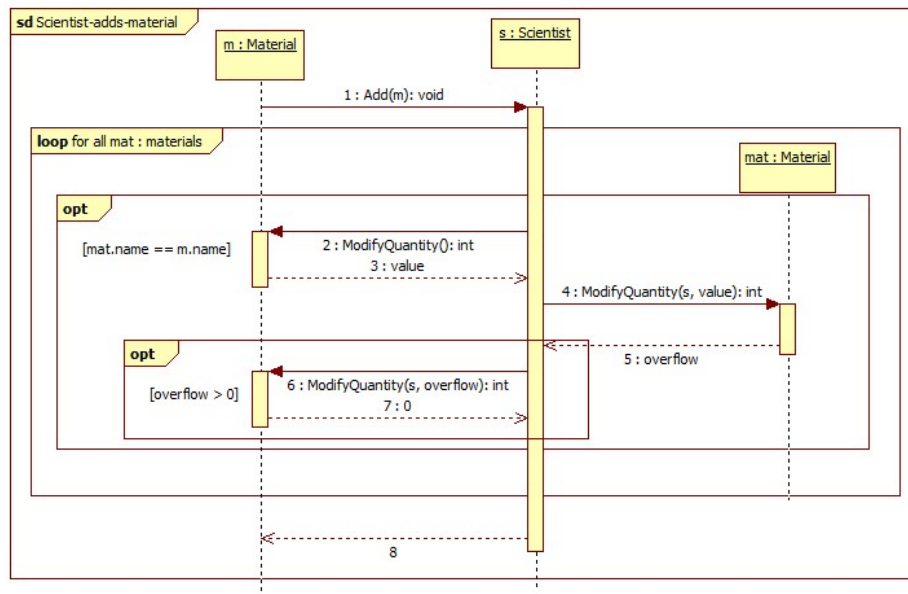 sd Scientist-adds-material
m : Material
s : Scientist
1 : Add(m): void
loop for all mat : materials
mat : Material
opt
[mat.name == m.name]
2 : ModifyQuantity(): int
3 : value
4 : ModifyQuantity(s, value): int
opt
5 : overflow
[overflow > 0]
6 : ModifyQuantity(s, overflow): int
7 : 0
8